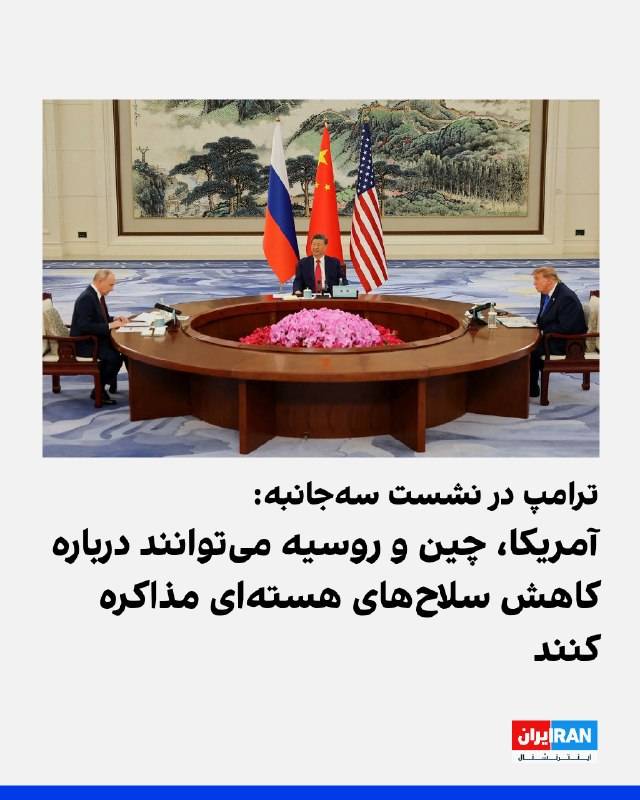 ترامپ در نشست سه‌جانبه:
آمریکا، چین و روسیه می‌توانند درباره
کاهش سلاح‌های هسته‌ای مذاکره
کنند
ایران IRAN
اینترنشنال